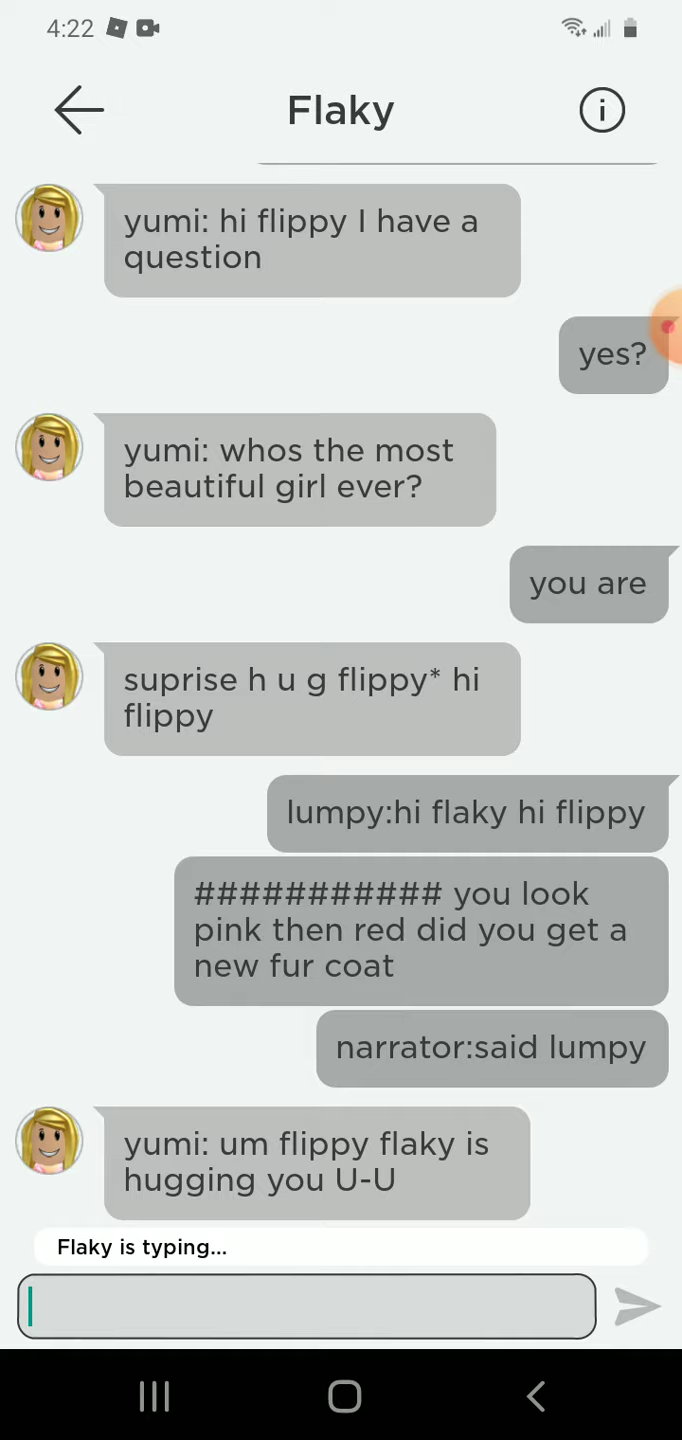 4:22
Flaky
yumi: hi flippy I have a
question
yes?
yumi: whos the most
beautiful girl ever?
you are
suprise h u g flippy* hi
flippy
lumpy:hi flaky hi flippy
########### you look
pink then red did you get a
new fur coat
narrator:said lumpy
yumi: um flippy flaky is
hugging you U-U
Flaky is typing...